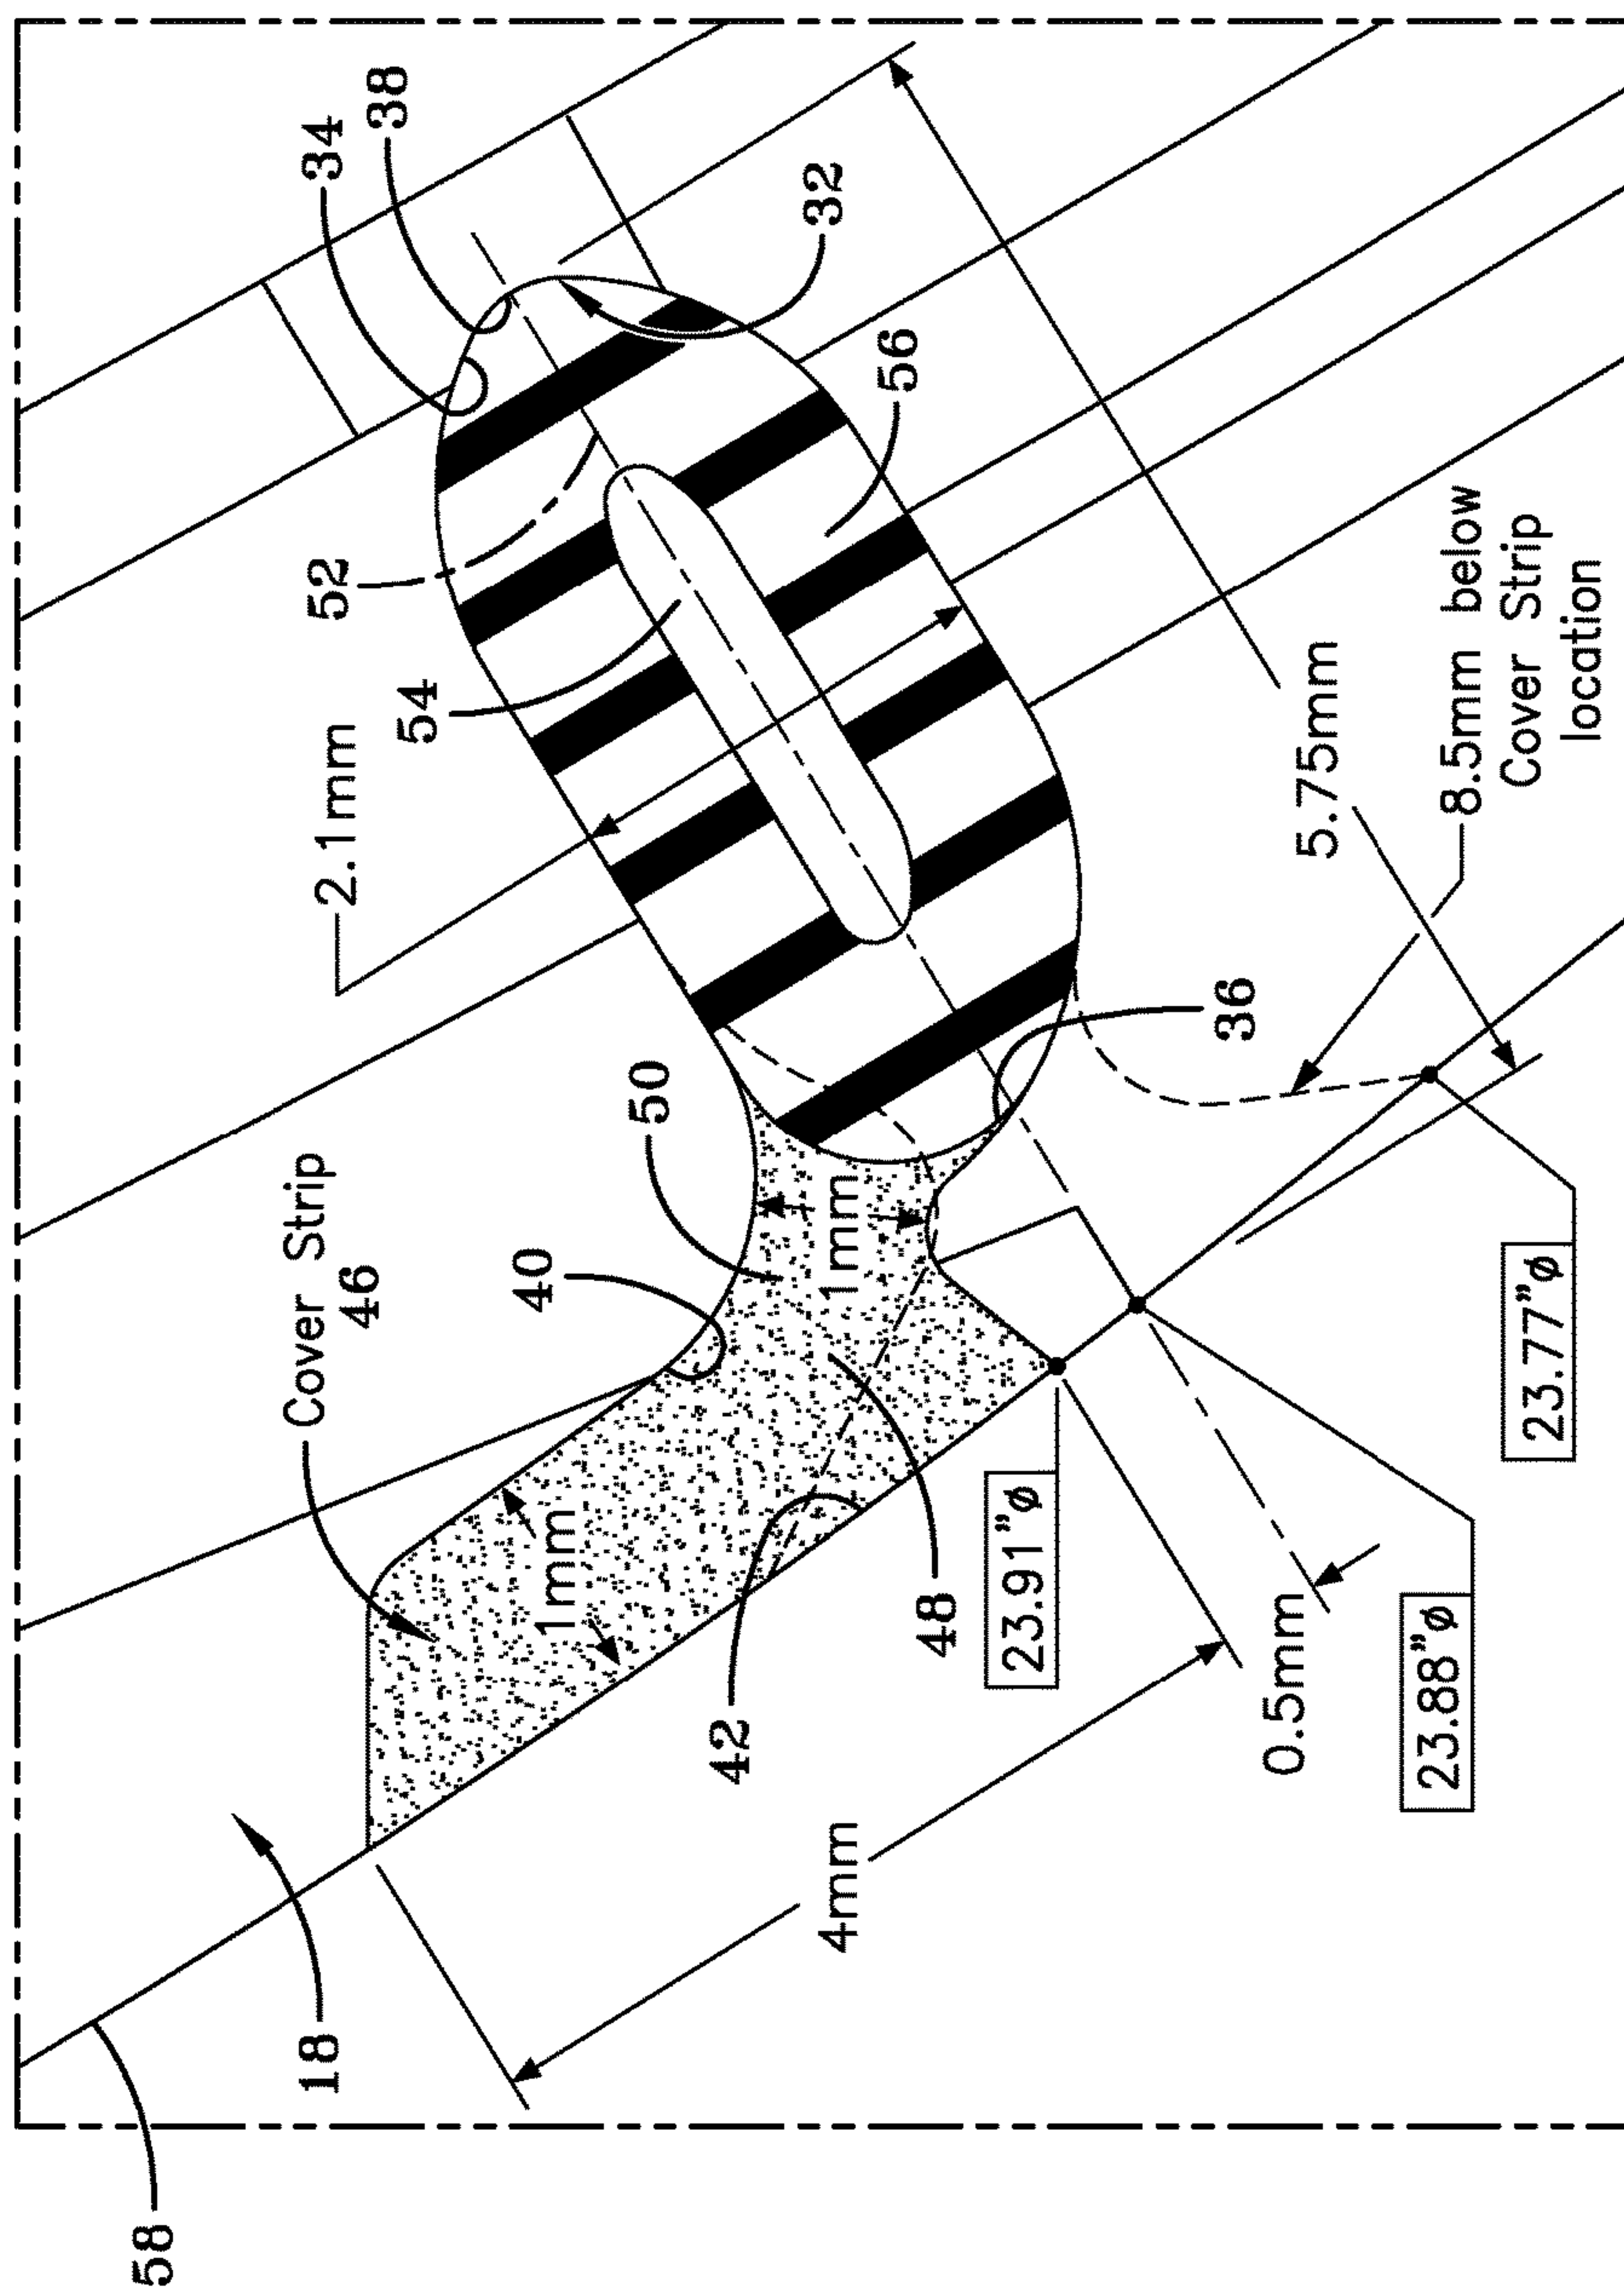 58
18
Cover Strip
46
2.1mm
52
34
38
54
40
1mm
50
42
4mm
1mm
32
56
48
23.91"ø
36
0.5mm
5.75mm
23.88"ø
8.5mm below
Cover Strip
location
23.77"ø